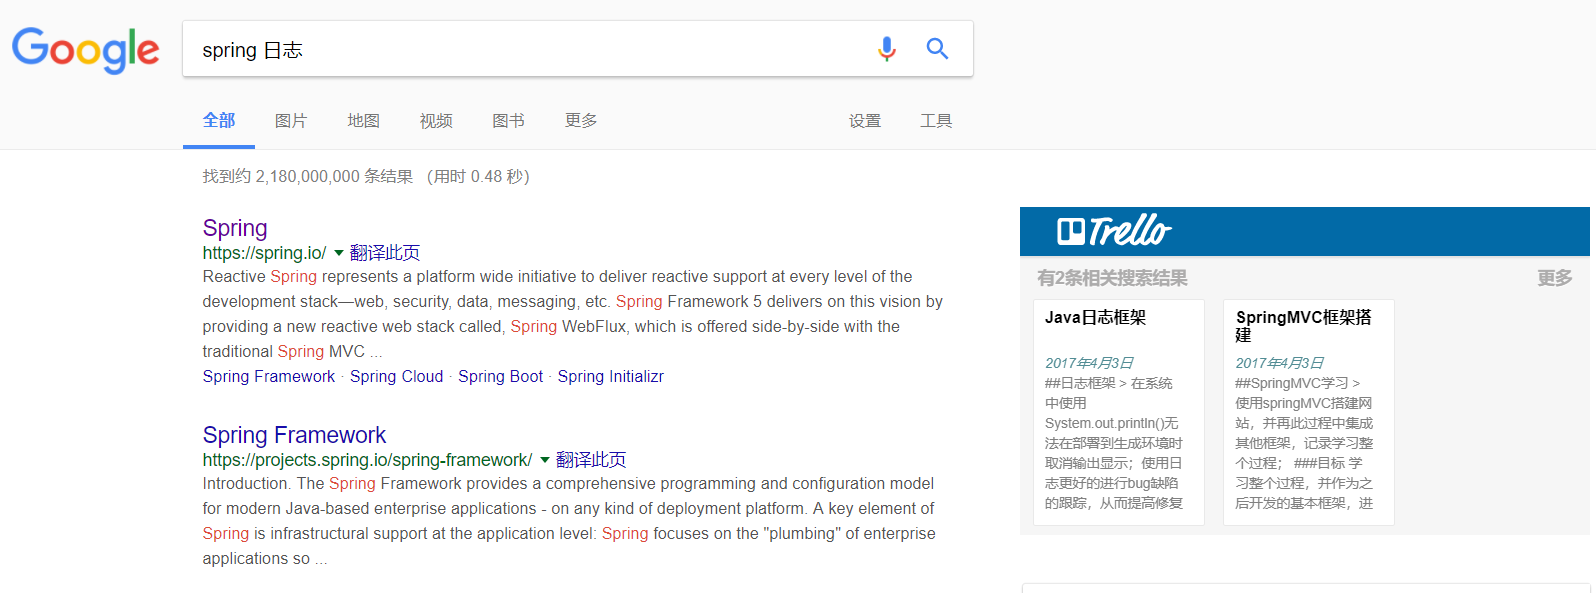 Google
spring 日志
全部 图片 地图 视频 图书 更多 设置 工具
找到约 2,180,000,000 条结果 （用时 0.48 秒）
Spring
https://spring.io/ 翻译此页
Reactive Spring represents a platform wide initiative to deliver reactive support at every level of the
development stack—web, security, data, messaging, etc. Spring Framework 5 delivers on this vision by
providing a new reactive web stack called, Spring WebFlux, which is offered side-by-side with the
traditional Spring MVC ...
Spring Framework · Spring Cloud · Spring Boot · Spring Initializr
Spring Framework
https://projects.spring.io/spring-framework/ 翻译此页
Introduction. The Spring Framework provides a comprehensive programming and configuration model
for modern Java-based enterprise applications - on any kind of deployment platform. A key element of
Spring is infrastructural support at the application level: Spring focuses on the "plumbing" of enterprise
applications so ...
Trello
有2条相关搜索结果 更多
Java日志框架
2017年4月3日
##日志框架 > 在系统
中使用
System.out.println()无
法在部署到生成环境时
取消输出显示；使用日
志更好的进行bug缺陷
的跟踪，从而提高修复
SpringMVC框架搭
建
2017年4月3日
##SpringMVC学习 >
使用springMVC搭建网
站，并再此过程中集成
其他框架，记录学习整
个过程； ###目标 学
习整个过程，并作为之
后开发的基本框架，进